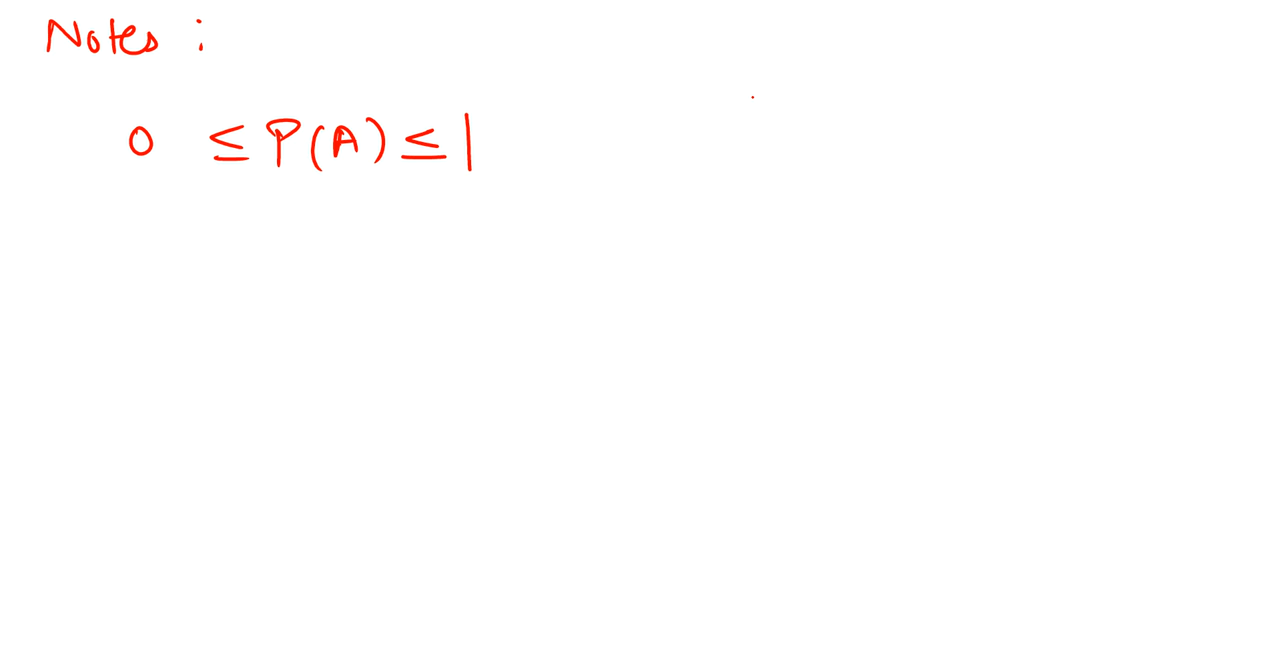 Notes :
0 ≤ P(A) ≤ 1